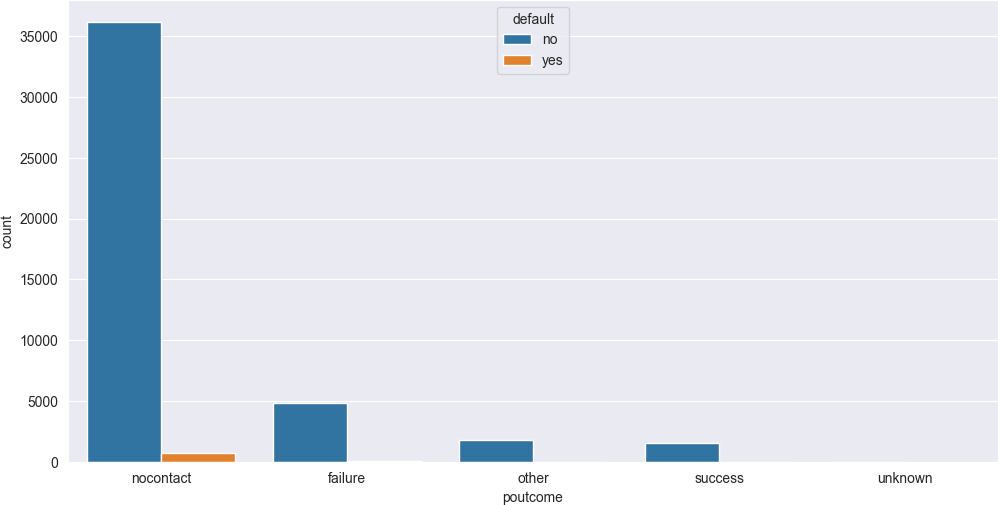 default
no
yes
35000
30000
25000
20000
15000
10000
5000
0
count
nocontact
failure
other
success
unknown
poutcome